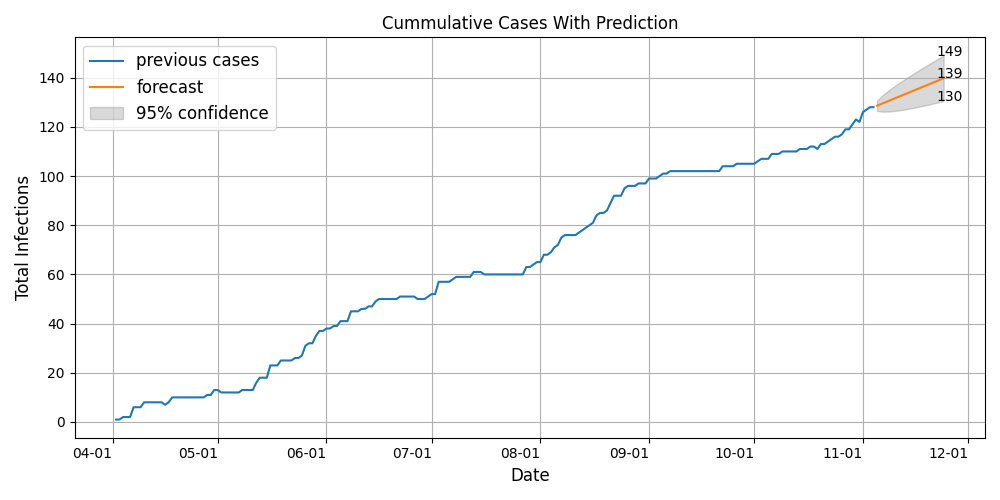 Cummulative Cases With Prediction
previous cases
forecast
95% confidence
149
139
130
Total Infections
140
120
100
80
60
40
20
0
04-01 05-01 06-01 07-01 08-01 09-01 10-01 11-01 12-01
Date